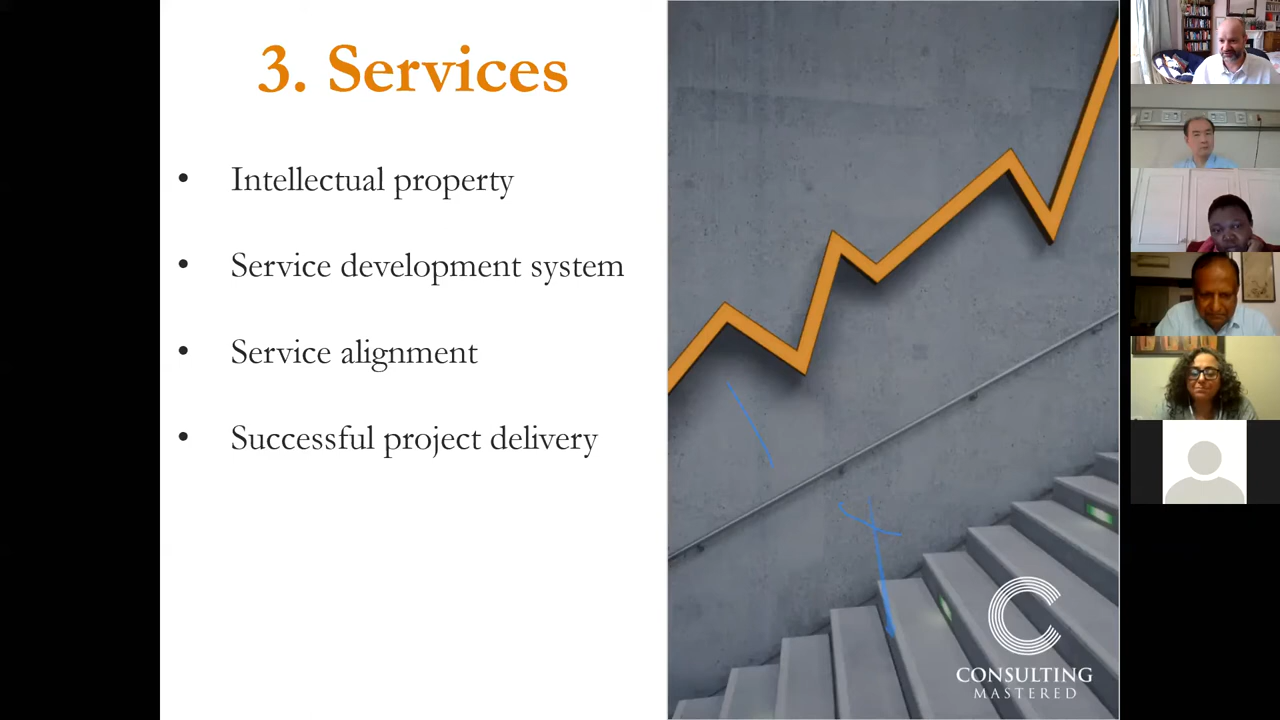 3. Services
• Intellectual property
• Service development system
• Service alignment
• Successful project delivery
CONSULTING
MASTERED